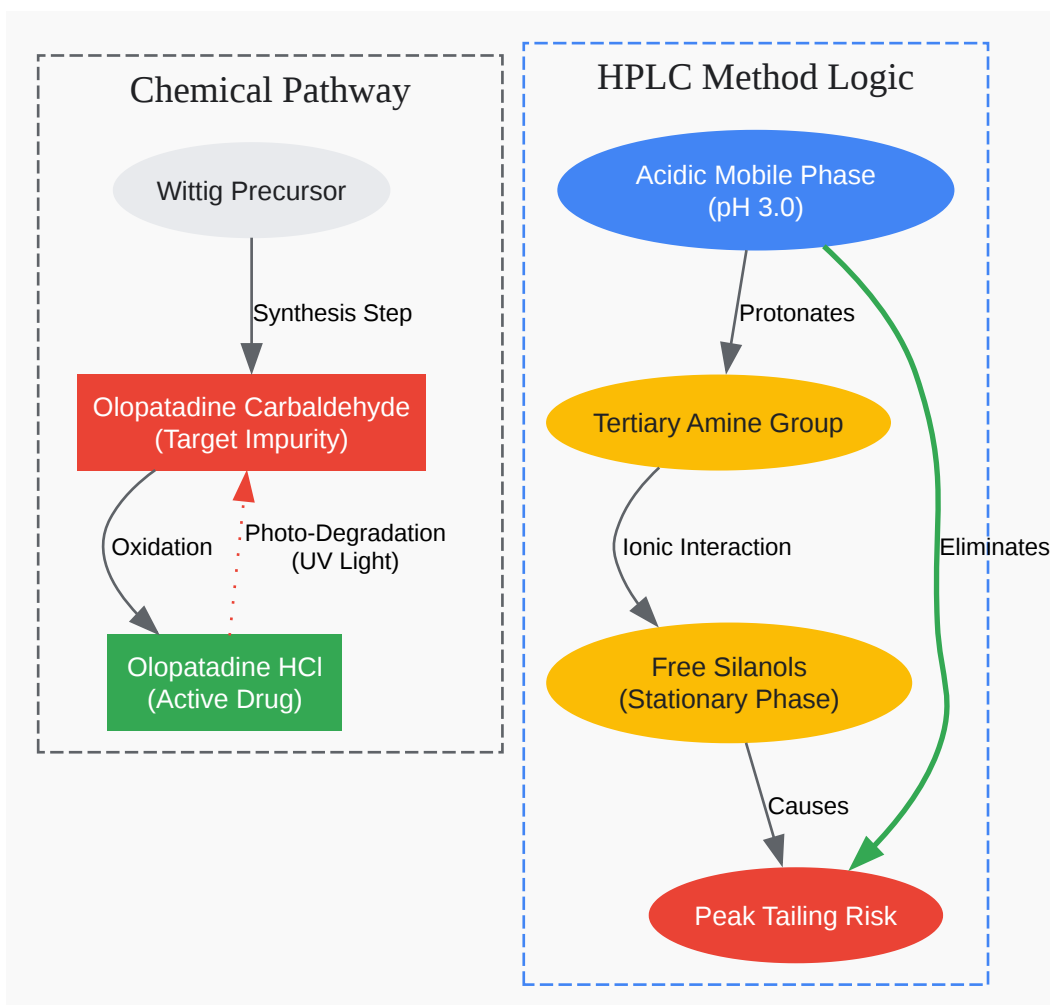 Chemical Pathway
Wittig Precursor
Synthesis Step
Olopatadine Carbaldehyde
(Target Impurity)
Oxidation
Photo-Degradation
(UV Light)
Olopatadine HCl
(Active Drug)
HPLC Method Logic
Acidic Mobile Phase
(pH 3.0)
Protonates
Tertiary Amine Group
Ionic Interaction
Eliminates
Free Silanols
(Stationary Phase)
Causes
Peak Tailing Risk